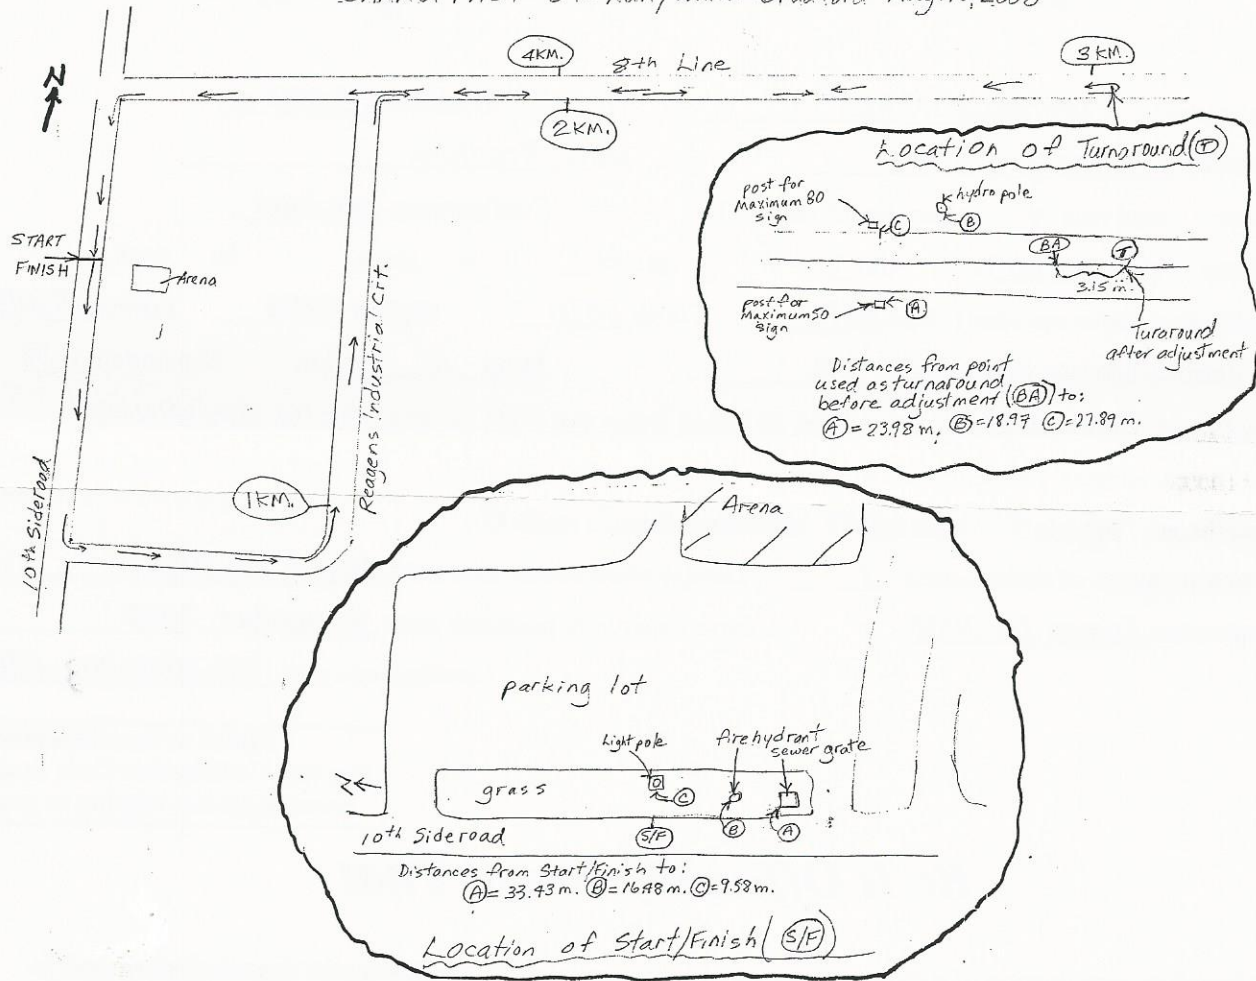 N
4KM.
8th Line
3 KM.
2KM.
START
FINISH
Arena
10th Sideroad
1KM.
Reagens Industrial Crt.
Location of Turnaround (T)
post for
Maximum 80
sign
C
hydro pole
B
BA
T
3.15 m.
post for
Maximum 50
sign
A
Turaround
after adjustment
Distances from point
used as turnaround
before adjustment (BA) to:
A = 23.98 m. B = 18.97 C = 27.89 m.
Arena
parking lot
Light pole
fire hydrant
sewer grate
N
grass
C
10th Sideroad
S/F
B
A
Distances from Start/Finish to:
A = 33.43 m. B = 16.48 m. C = 9.58 m.
Location of Start/Finish (S/F)